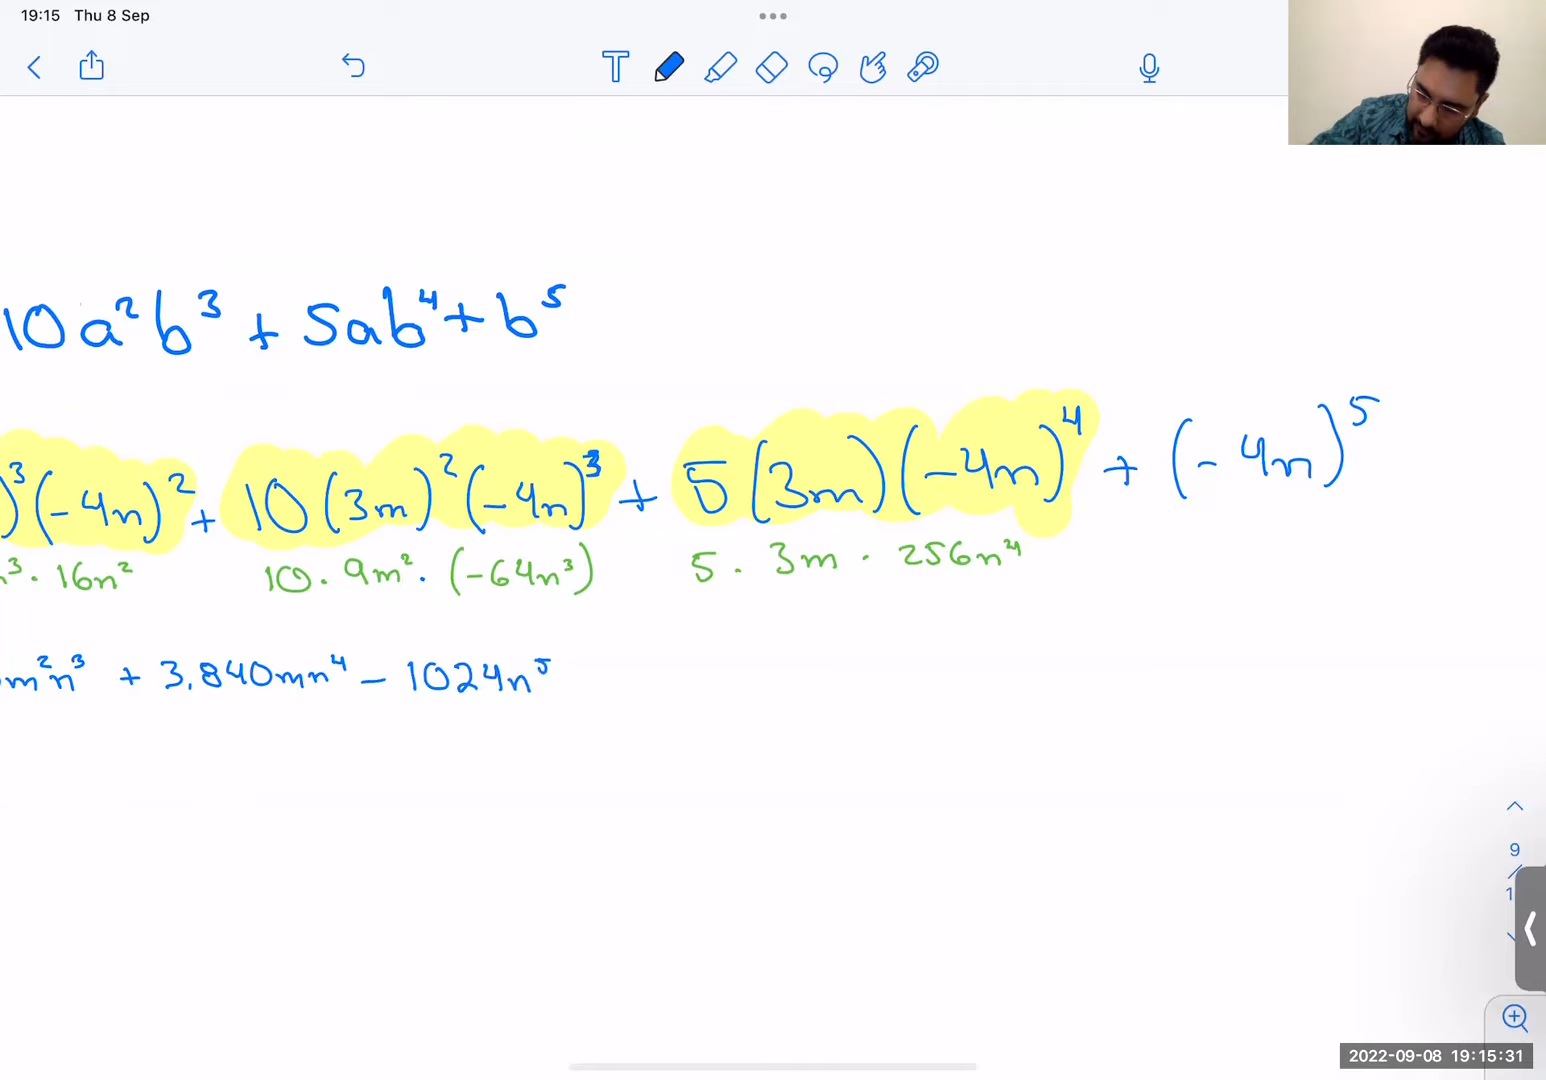 19:15 Thu 8 Sep
10a²b³ + 5ab⁴ + b⁵
)³(-4n)² + 10(3m)²(-4n)³ + 5(3m)(-4n)⁴ + (-4n)⁵
³ · 16n² 10 · 9m² · (-64n³) 5 · 3m · 256n⁴
m²n³ + 3.840mn⁴ - 1024n⁵
9
/
1
2022-09-08 19:15:31